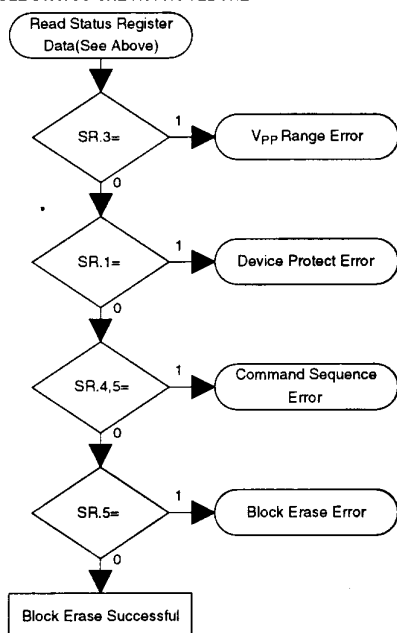 Read Status Register
Data(See Above)
SR.3=
1
VPP Range Error
0
SR.1=
1
Device Protect Error
0
SR.4,5=
1
Command Sequence
Error
0
SR.5=
1
Block Erase Error
0
Block Erase Successful